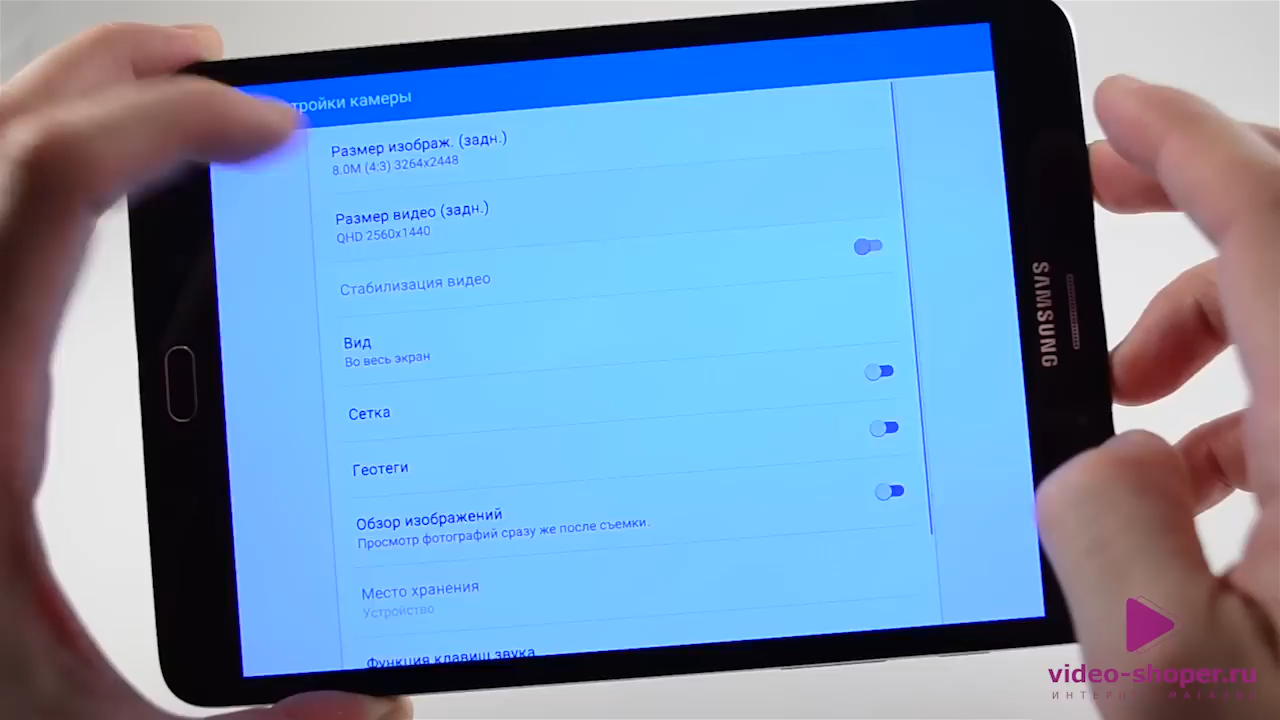 тройки камеры
Размер изображ. (задн.)
8.0M (4:3) 3264x2448
Размер видео (задн.)
QHD 2560x1440
Стабилизация видео
Вид
Во весь экран
Сетка
Геотеги
Обзор изображений
Просмотр фотографий сразу же после съемки.
Место хранения
Устройство
Функция клавиш звука
SAMSUNG
video-shoper.ru
ИНТЕРНЕТ МАГАЗИН